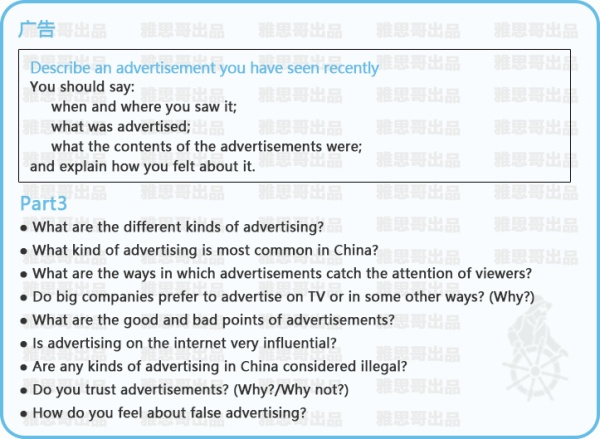 广告
Describe an advertisement you have seen recently
You should say:
when and where you saw it;
what was advertised;
what the contents of the advertisements were;
and explain how you felt about it.
Part3
● What are the different kinds of advertising?
● What kind of advertising is most common in China?
● What are the ways in which advertisements catch the attention of viewers?
● Do big companies prefer to advertise on TV or in some other ways? (Why?)
● What are the good and bad points of advertisements?
● Is advertising on the internet very influential?
● Are any kinds of advertising in China considered illegal?
● Do you trust advertisements? (Why?/Why not?)
● How do you feel about false advertising?
雅思哥出品